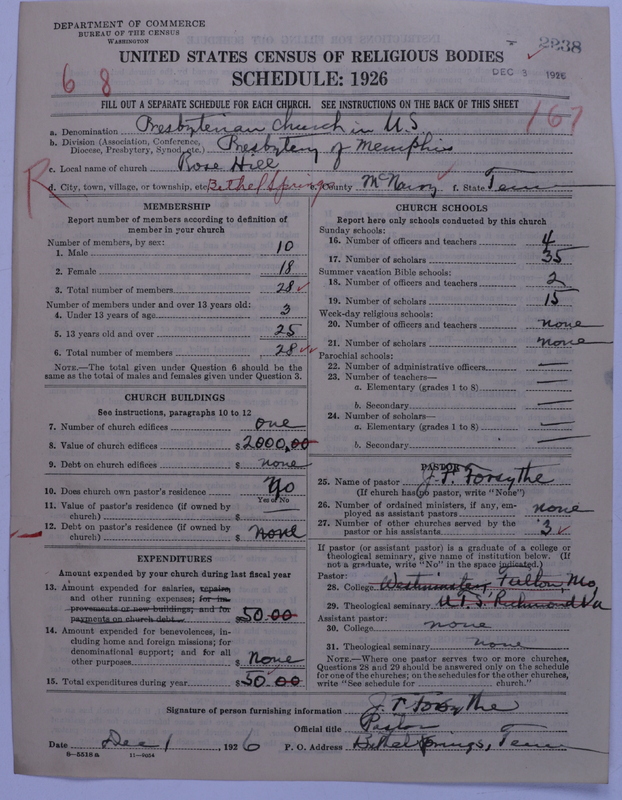 DEPARTMENT OF COMMERCE
BUREAU OF THE CENSUS
WASHINGTON
2238
UNITED STATES CENSUS OF RELIGIOUS BODIES
DEC 3 1926
68
SCHEDULE: 1926
FILL OUT A SEPARATE SCHEDULE FOR EACH CHURCH. SEE INSTRUCTIONS ON THE BACK OF THIS SHEET
167
a. Denomination Presbyterian Church in U.S.
b. Division (Association, Conference, Diocese, Presbytery, Synod, etc.) Presbytery of Memphis
c. Local name of church Rose Hill
R
d. City, town, village, or township, etc. Bethel Springs e. County McNairy f. State Tenn
MEMBERSHIP
Report number of members according to definition of
member in your church
Number of members, by sex:
1. Male 10
2. Female 18
3. Total number of members 28
Number of members under and over 13 years old:
4. Under 13 years of age 3
5. 13 years old and over 25
6. Total number of members 28
NOTE.—The total given under Question 6 should be the
same as the total of males and females given under Question 3.
CHURCH BUILDINGS
See instructions, paragraphs 10 to 12
7. Number of church edifices one
8. Value of church edifices $ 2000,00
9. Debt on church edifices $ none
10. Does church own pastor's residence No
Yes or No
11. Value of pastor's residence (if owned by
church) $
12. Debt on pastor's residence (if owned by
church) $ none
EXPENDITURES
Amount expended by your church during last fiscal year
13. Amount expended for salaries, repairs,
and other running expenses; for im-
provements or new buildings; and for
payments on church debt $50.00
14. Amount expended for benevolences, in-
cluding home and foreign missions; for
denominational support; and for all
other purposes $ none
15. Total expenditures during year $50.00
CHURCH SCHOOLS
Report here only schools conducted by this church
Sunday schools:
16. Number of officers and teachers 4
17. Number of scholars 35
Summer vacation Bible schools:
18. Number of officers and teachers 2
19. Number of scholars 15
Week-day religious schools:
20. Number of officers and teachers none
21. Number of scholars none
Parochial schools:
22. Number of administrative officers —
23. Number of teachers—
a. Elementary (grades 1 to 8) —
b. Secondary —
24. Number of scholars—
a. Elementary (grades 1 to 8) —
b. Secondary —
PASTOR
25. Name of pastor J. T. Forsythe
(If church has no pastor, write "None")
26. Number of ordained ministers, if any, em-
ployed as assistant pastors none
27. Number of other churches served by the
pastor or his assistants 3
If pastor (or assistant pastor) is a graduate of a college or
theological seminary, give name of institution below. (If
not a graduate, write "No" in the space indicated.)
Pastor:
28. College Westminster, Fulton, Mo,
29. Theological seminary U.T.S. Richmond Va
Assistant pastor:
30. College none
31. Theological seminary none
NOTE.—Where one pastor serves two or more churches,
Questions 28 and 29 should be answered only on the schedule
for one of the churches; on the schedules for the other churches,
write "See schedule for church."
Signature of person furnishing information J. T. Forsythe
Official title Pastor
Date Dec 1, 1926 P. O. Address Bethel Springs, Tenn
8—5518 a 11—9054